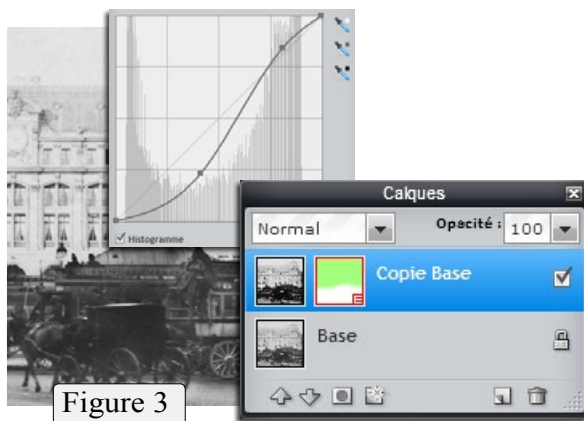 Histogramme
Calques
Normal
Opacité :
100
Copie Base
Base
Figure 3